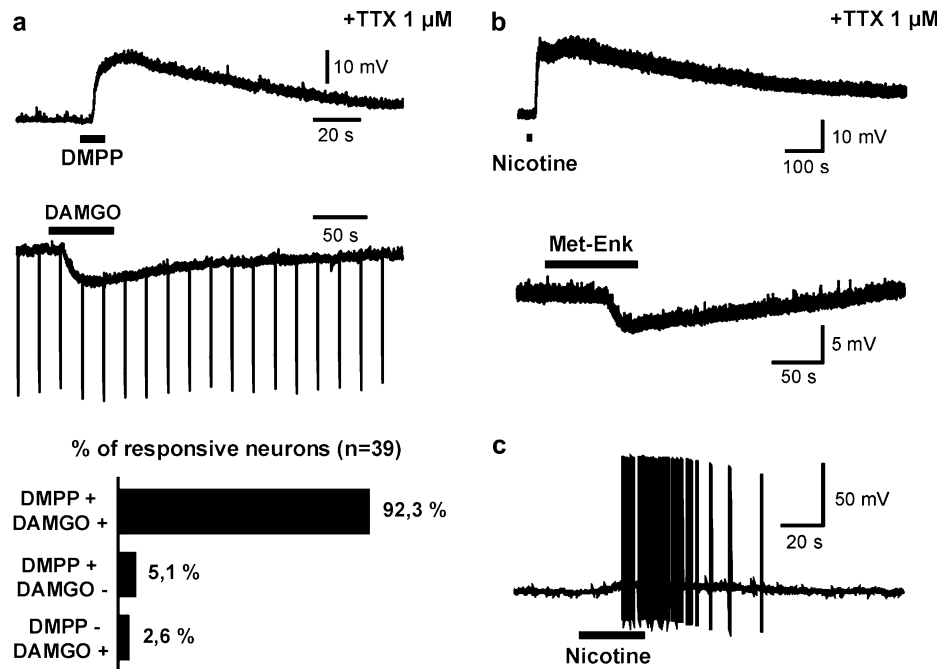 a
+TTX 1 µM
10 mV
20 s
DMPP
DAMGO
50 s
% of responsive neurons (n=39)
DMPP +
DAMGO +
92,3 %
DMPP +
DAMGO -
5,1 %
DMPP -
DAMGO +
2,6 %
b
+TTX 1 µM
10 mV
100 s
Nicotine
Met-Enk
5 mV
50 s
c
50 mV
20 s
Nicotine